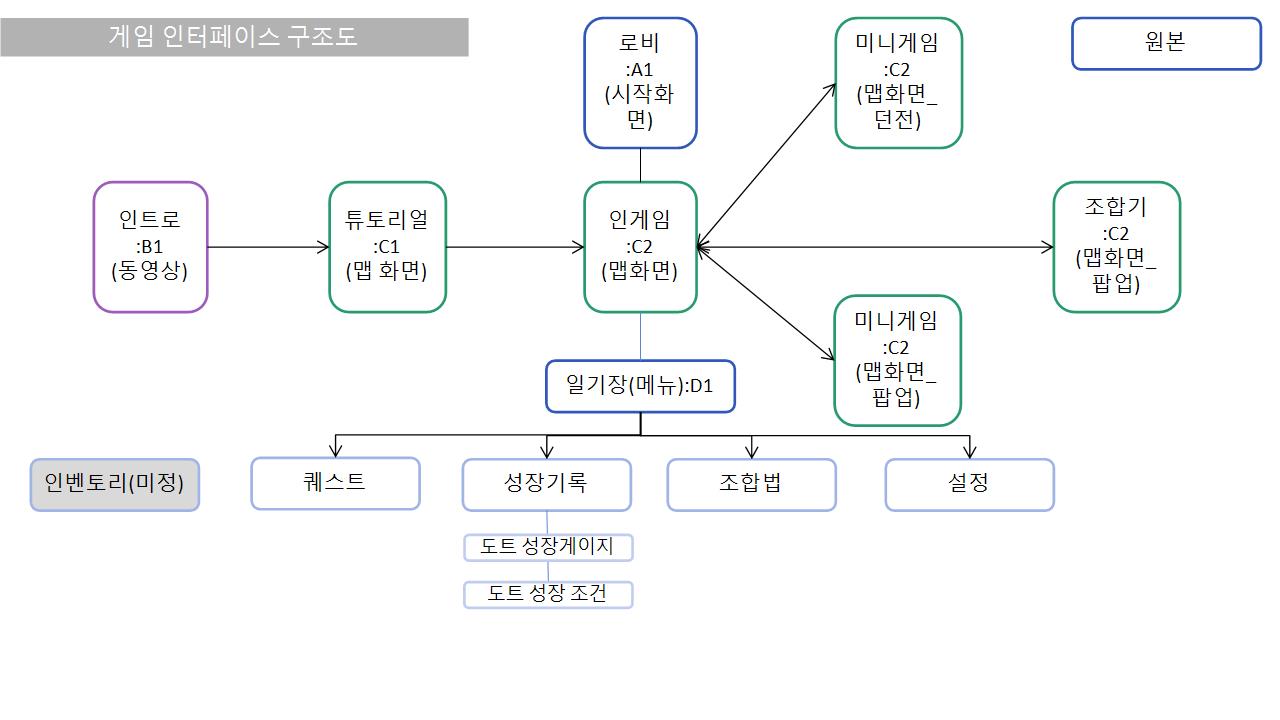 게임 인터페이스 구조도
로비
:A1
(시작화
면)
미니게임
:C2
(맵화면_
던전)
원본
인트로
:B1
(동영상)
튜토리얼
:C1
(맵 화면)
인게임
:C2
(맵화면)
조합기
:C2
(맵화면_
팝업)
미니게임
:C2
(맵화면_
팝업)
일기장(메뉴):D1
인벤토리(미정)
퀘스트
성장기록
조합법
설정
도트 성장게이지
도트 성장 조건